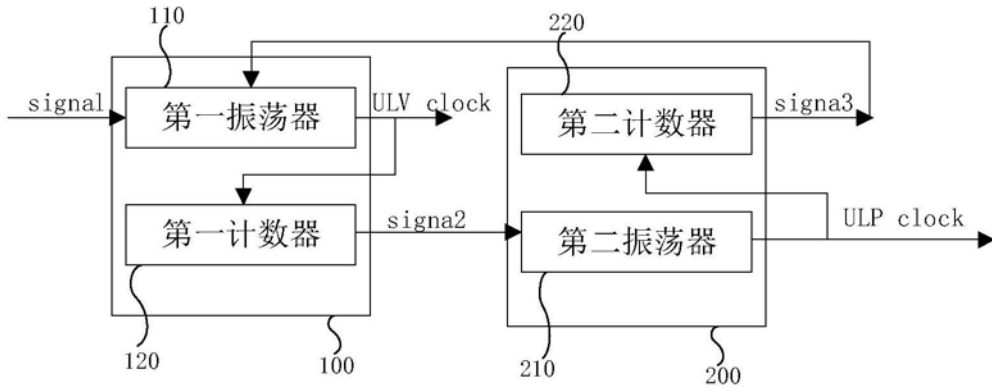 110
220
signal
第一振荡器
ULV clock
第二计数器
signa3
第一计数器
signa2
第二振荡器
ULP clock
120
100
210
200